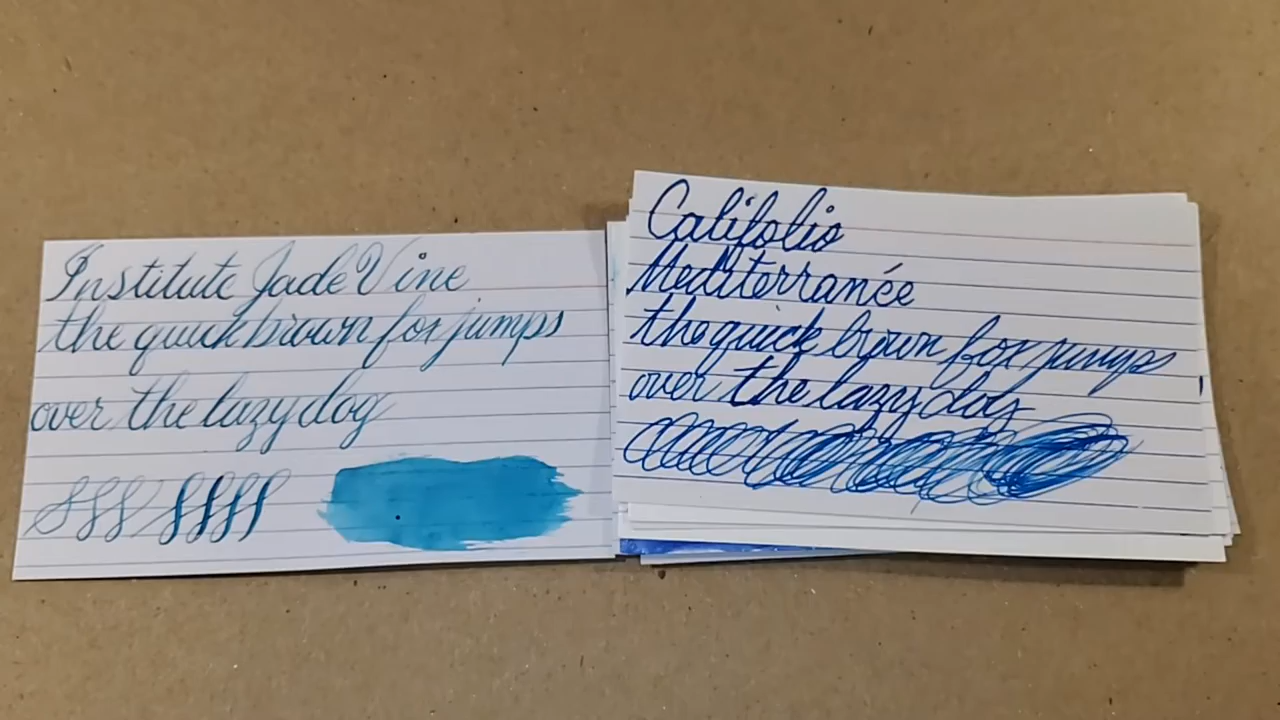 Institute Jade Vine
the quick brown fox jumps
over the lazy dog
Califolio
Mediterranée
the quick brown fox jumps
over the lazy dog